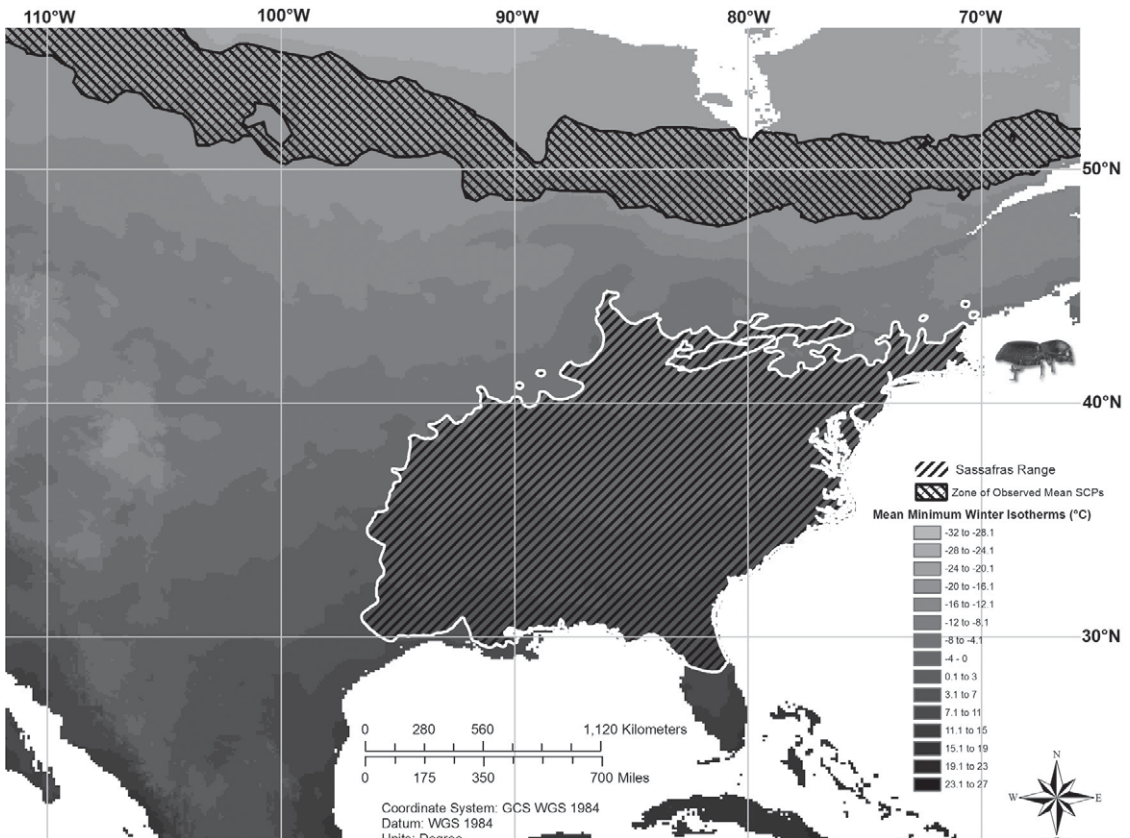 110°W 100°W 90°W 80°W 70°W
50°N
40°N
30°N
Sassafras Range
Zone of Observed Mean SCPs
Mean Minimum Winter Isotherms (°C)
-32 to -28.1
-28 to -24.1
-24 to -20.1
-20 to -16.1
-16 to -12.1
-12 to -8.1
-8 to -4.1
-4 - 0
0.1 to 3
3.1 to 7
7.1 to 11
11.1 to 15
15.1 to 19
19.1 to 23
23.1 to 27
0 280 560 1,120 Kilometers
0 175 350 700 Miles
Coordinate System: GCS WGS 1984
Datum: WGS 1984
Units: Degree
N
W E